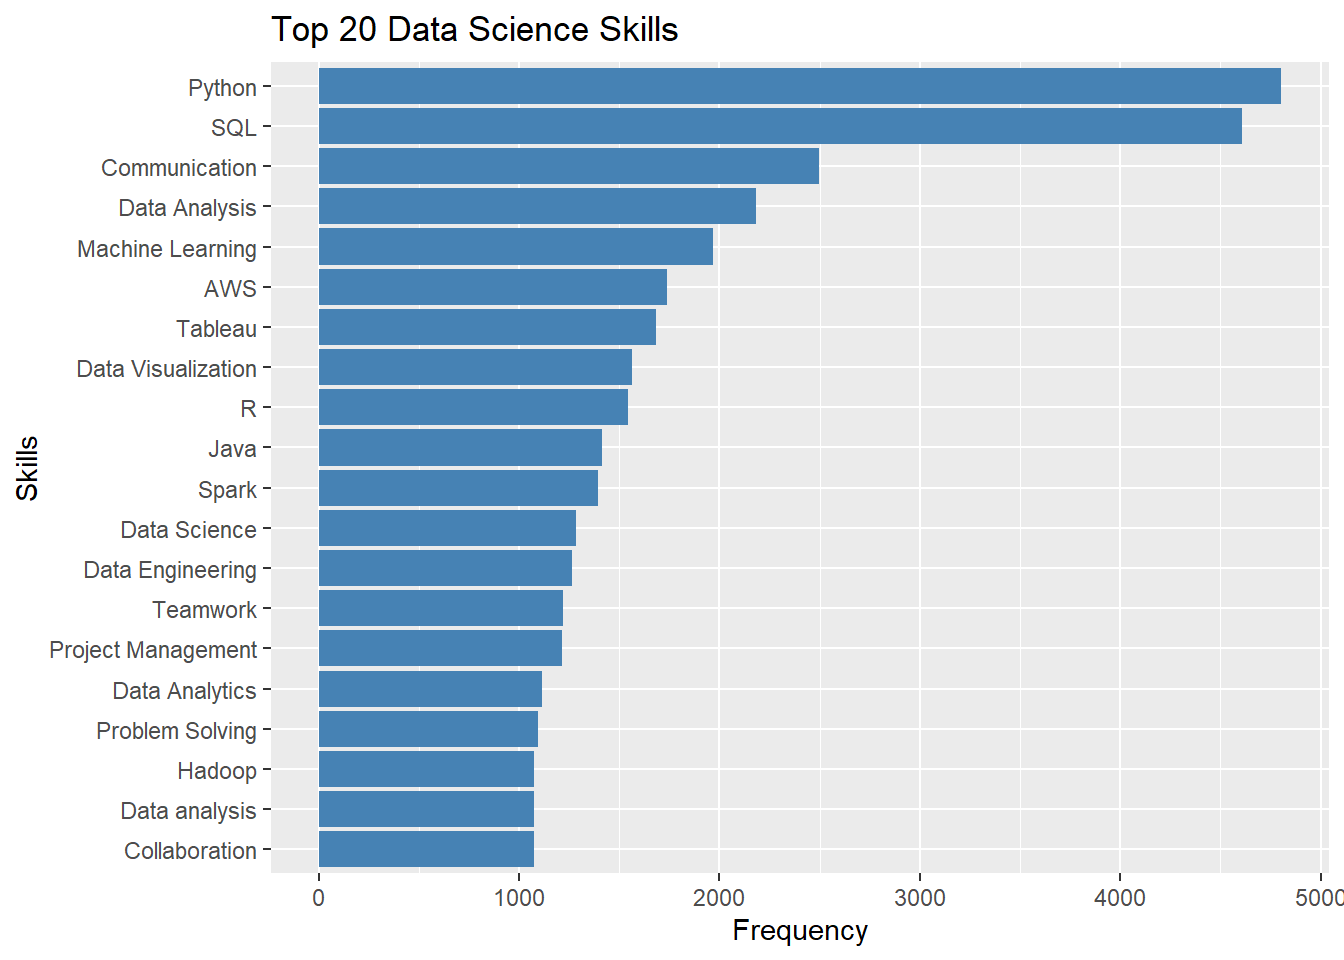 Top 20 Data Science Skills
Python
SQL
Communication
Data Analysis
Machine Learning
AWS
Tableau
Data Visualization
R
Java
Spark
Data Science
Data Engineering
Teamwork
Project Management
Data Analytics
Problem Solving
Hadoop
Data analysis
Collaboration
Skills
0 1000 2000 3000 4000 5000
Frequency